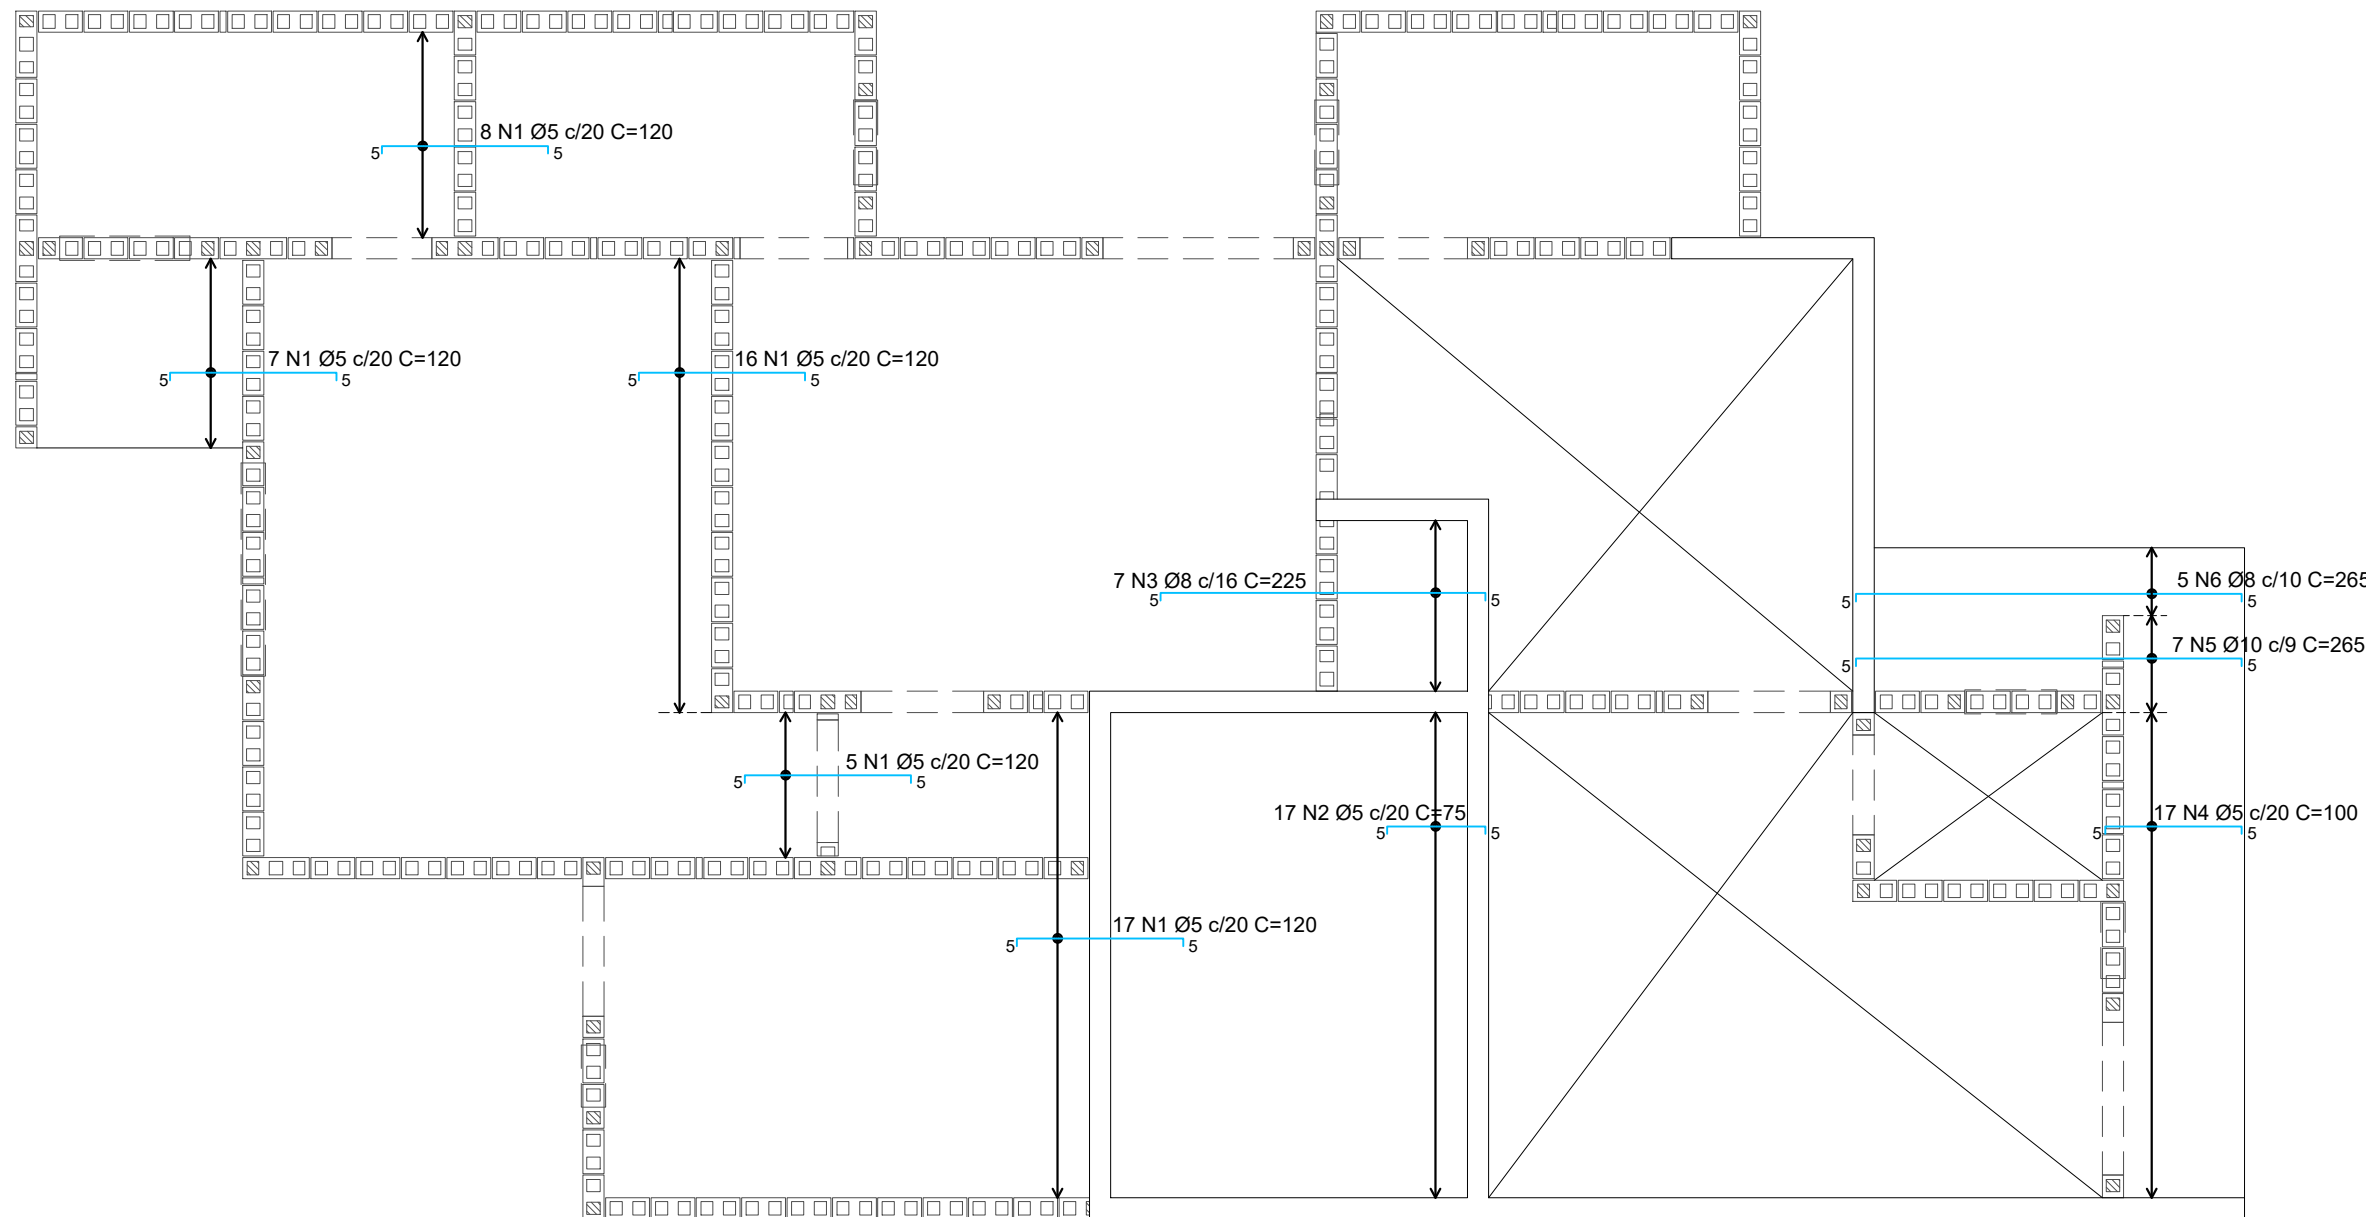 8 N1 Ø5 c/20 C=120
5 5
7 N1 Ø5 c/20 C=120
5 5
16 N1 Ø5 c/20 C=120
5 5
7 N3 Ø8 c/16 C=225
5 5
5 N6 Ø8 c/10 C=265
5 5
7 N5 Ø10 c/9 C=265
5 5
5 N1 Ø5 c/20 C=120
5 5
17 N2 Ø5 c/20 C=75
5 5
17 N4 Ø5 c/20 C=100
5 5
17 N1 Ø5 c/20 C=120
5 5